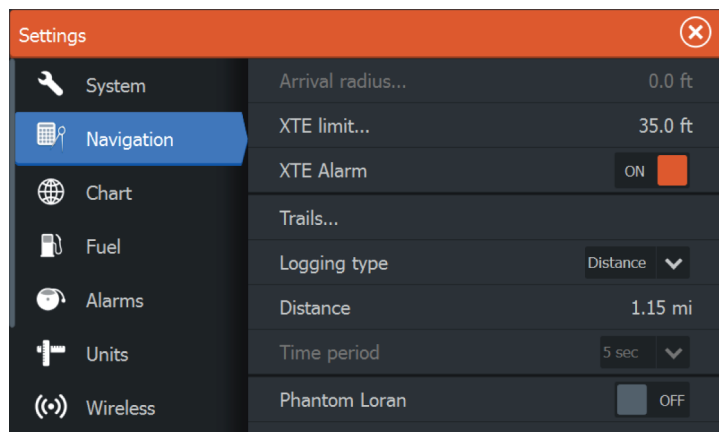 Settings
System
Navigation
Chart
Fuel
Alarms
Units
Wireless
Arrival radius... 0.0 ft
XTE limit... 35.0 ft
XTE Alarm ON
Trails...
Logging type Distance
Distance 1.15 mi
Time period 5 sec
Phantom Loran OFF